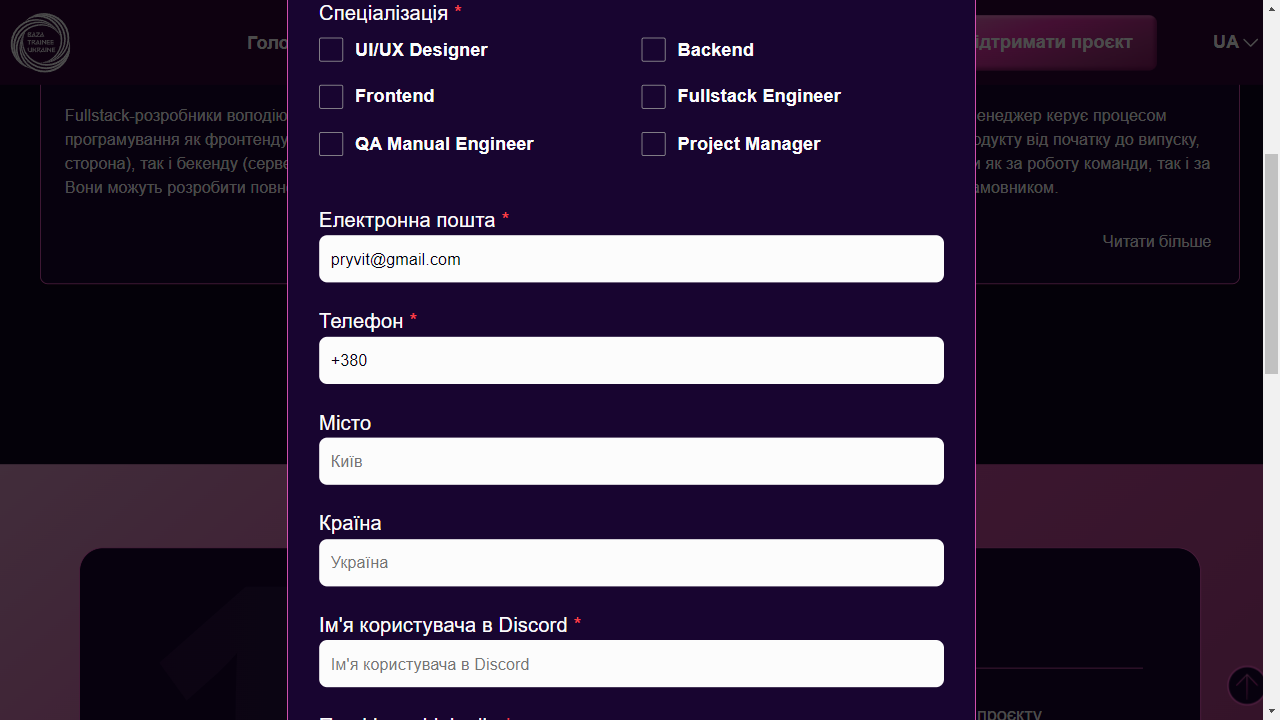 Спеціалізація *
BAZA
TRAINEE
UKRAINE
Голо
ідтримати проєкт
UA
UI/UX Designer
Backend
Frontend
Fullstack Engineer
QA Manual Engineer
Project Manager
Fullstack-розробники володію
програмування як фронтенду
сторона), так і бекенду (серве
Вони можуть розробити повно
енеджер керує процесом
родукту від початку до випуску,
и як за роботу команди, так і за
амовником.
Читати більше
Електронна пошта *
pryvit@gmail.com
Телефон *
+380
Місто
Київ
Країна
Україна
Ім'я користувача в Discord *
Ім'я користувача в Discord
проєкту